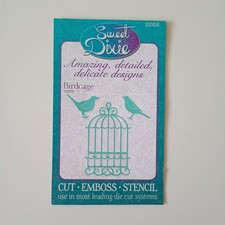 Sweet
Dixie
Amazing, detailed,
delicate designs
Birdcage
CUT · EMBOSS · STENCIL
use in most leading die cut systems